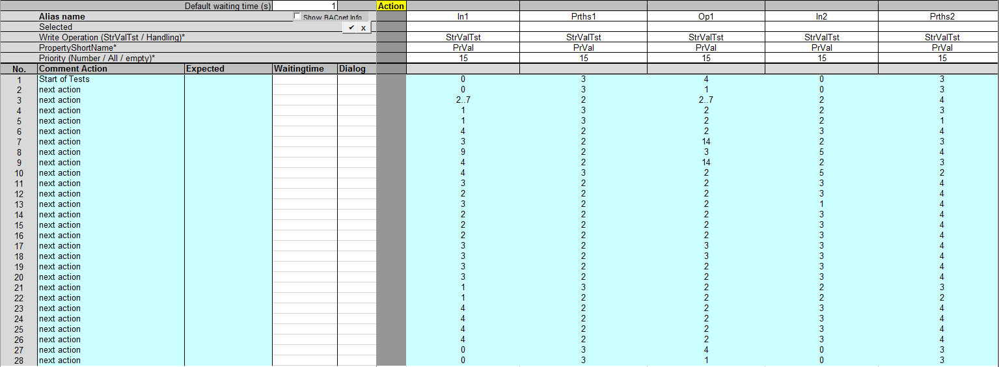 Default waiting time (s) 1 Action
Alias name Show BACnet Info In1 Prths1 Op1 In2 Prths2
Selected ✔ x
Write Operation (StrValTst / Handling)* StrValTst StrValTst StrValTst StrValTst StrValTst
PropertyShortName* PrVal PrVal PrVal PrVal PrVal
Priority (Number / All / empty)* 15 15 15 15 15
No. Comment Action Expected Waitingtime Dialog
1 Start of Tests 0 3 4 0 3
2 next action 0 3 1 0 3
3 next action 2..7 2 2..7 2 4
4 next action 1 3 2 2 3
5 next action 1 3 2 2 1
6 next action 4 2 2 3 4
7 next action 3 2 14 2 3
8 next action 9 2 3 5 4
9 next action 4 2 14 2 3
10 next action 4 3 2 5 2
11 next action 3 2 2 3 4
12 next action 2 2 2 3 4
13 next action 3 2 2 1 4
14 next action 2 2 2 3 4
15 next action 2 2 2 3 4
16 next action 2 2 2 3 4
17 next action 3 2 3 3 4
18 next action 3 2 3 3 4
19 next action 3 2 2 3 4
20 next action 3 2 2 3 4
21 next action 1 3 2 2 3
22 next action 1 2 2 2 2
23 next action 4 2 2 3 4
24 next action 4 2 2 3 4
25 next action 4 2 2 3 4
26 next action 4 2 2 3 4
27 next action 0 3 4 0 3
28 next action 0 3 1 0 3